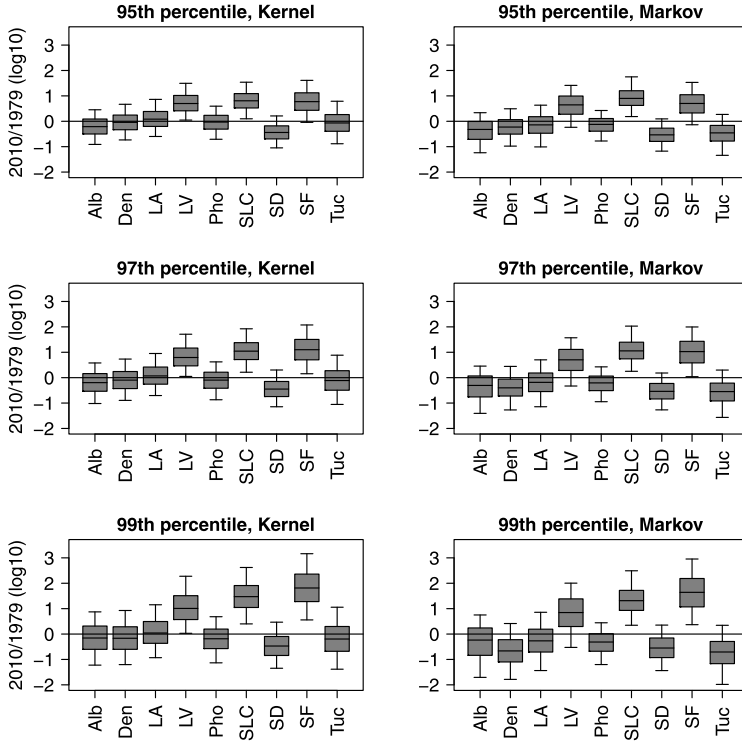 95th percentile, Kernel
2010/1979 (log10)
3
2
1
0
−1
−2
Alb Den LA LV Pho SLC SD SF Tuc
95th percentile, Markov
3
2
1
0
−1
−2
Alb Den LA LV Pho SLC SD SF Tuc
97th percentile, Kernel
2010/1979 (log10)
3
2
1
0
−1
−2
Alb Den LA LV Pho SLC SD SF Tuc
97th percentile, Markov
3
2
1
0
−1
−2
Alb Den LA LV Pho SLC SD SF Tuc
99th percentile, Kernel
2010/1979 (log10)
3
2
1
0
−1
−2
Alb Den LA LV Pho SLC SD SF Tuc
99th percentile, Markov
3
2
1
0
−1
−2
Alb Den LA LV Pho SLC SD SF Tuc